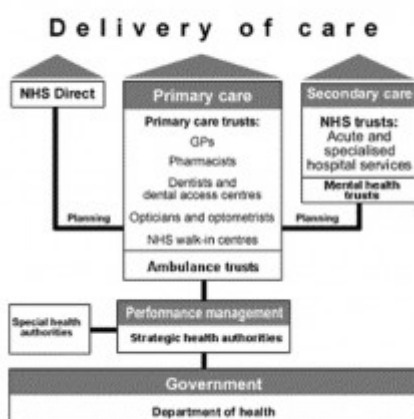 Delivery of care
NHS Direct
Primary care
Primary care trusts:
GPs
Pharmacists
Dentists and
dental access centres
Opticians and optometrists
NHS walk-in centres
Ambulance trusts
Secondary care
NHS trusts:
Acute and
specialised
hospital services
Mental health
trusts
Planning
Planning
Performance management
Strategic health authorities
Special health
authorities
Government
Department of health